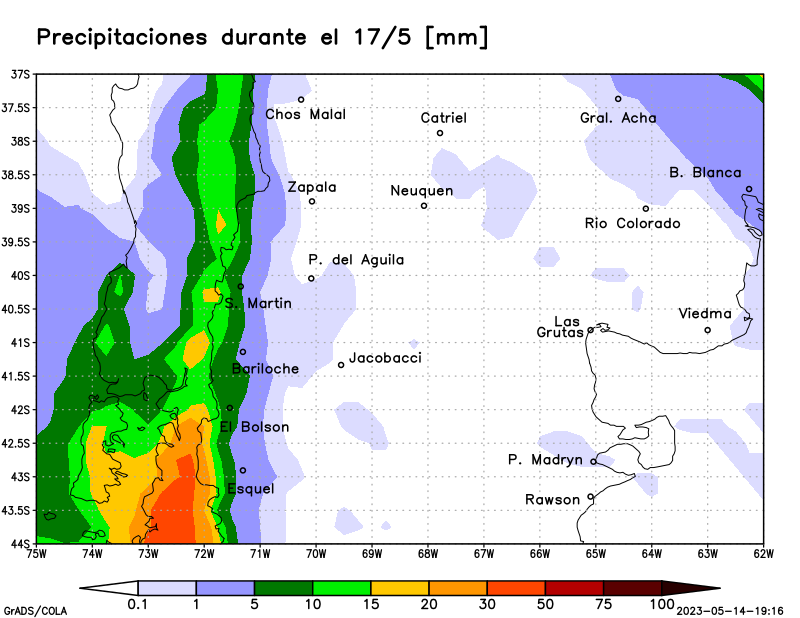 Precipitaciones durante el 17/5 [mm]
37S
37.5S
38S
38.5S
39S
39.5S
40S
40.5S
41S
41.5S
42S
42.5S
43S
43.5S
44S
Chos Malal
Catriel
Gral. Acha
B. Blanca
Zapala
Neuquen
Rio Colorado
P. del Aguila
S. Martin
Viedma
Las
Grutas
Jacobacci
Bariloche
El Bolson
P. Madryn
Esquel
Rawson
75W 74W 73W 72W 71W 70W 69W 68W 67W 66W 65W 64W 63W 62W
0.1 1 5 10 15 20 30 50 75 100
GrADS/COLA
2023-05-14-19:16